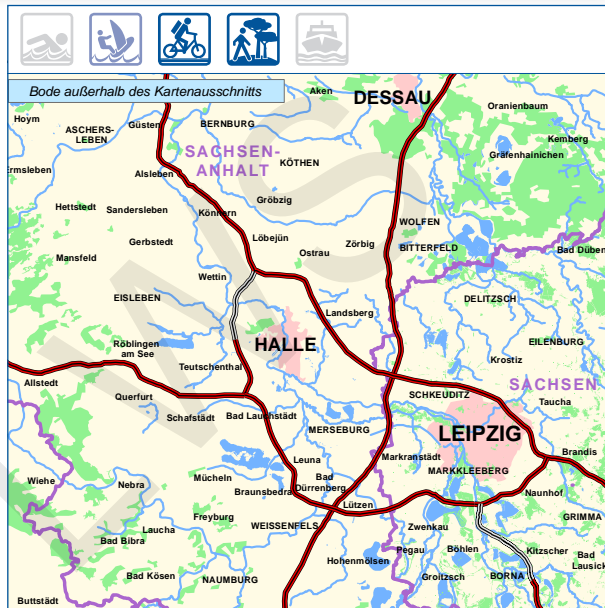 Bode außerhalb des Kartenausschnitts
Aken
DESSAU
Oranienbaum
Hoym
ASCHERS-
LEBEN
Güsten
BERNBURG
Kemberg
Gräfenhainichen
SACHSEN-
ANHALT
KÖTHEN
Ermsleben
Alsleben
Hettstedt
Sandersleben
Könnern
Gröbzig
WOLFEN
Gerbstedt
Löbejün
Ostrau
Zörbig
BITTERFELD
Bad Düben
Mansfeld
Wettin
EISLEBEN
DELITZSCH
Landsberg
HALLE
Röblingen
am See
EILENBURG
Teutschenthal
Krostiz
Allstedt
Querfurt
SACHSEN
SCHKEUDITZ
Taucha
Schafstädt
Bad Lauchstädt
MERSEBURG
LEIPZIG
Brandis
Leuna
Markranstädt
MARKKLEEBERG
Wiehe
Nebra
Mücheln
Bad
Dürrenberg
Braunsbedra
Naunhof
Lützen
Freyburg
WEISSENFELS
GRIMMA
Laucha
Zwenkau
Bad Bibra
Pegau
Böhlen
Kitzscher
Bad
Lausick
Hohenmölsen
Bad Kösen
NAUMBURG
Groitzsch
BORNA
Buttstädt